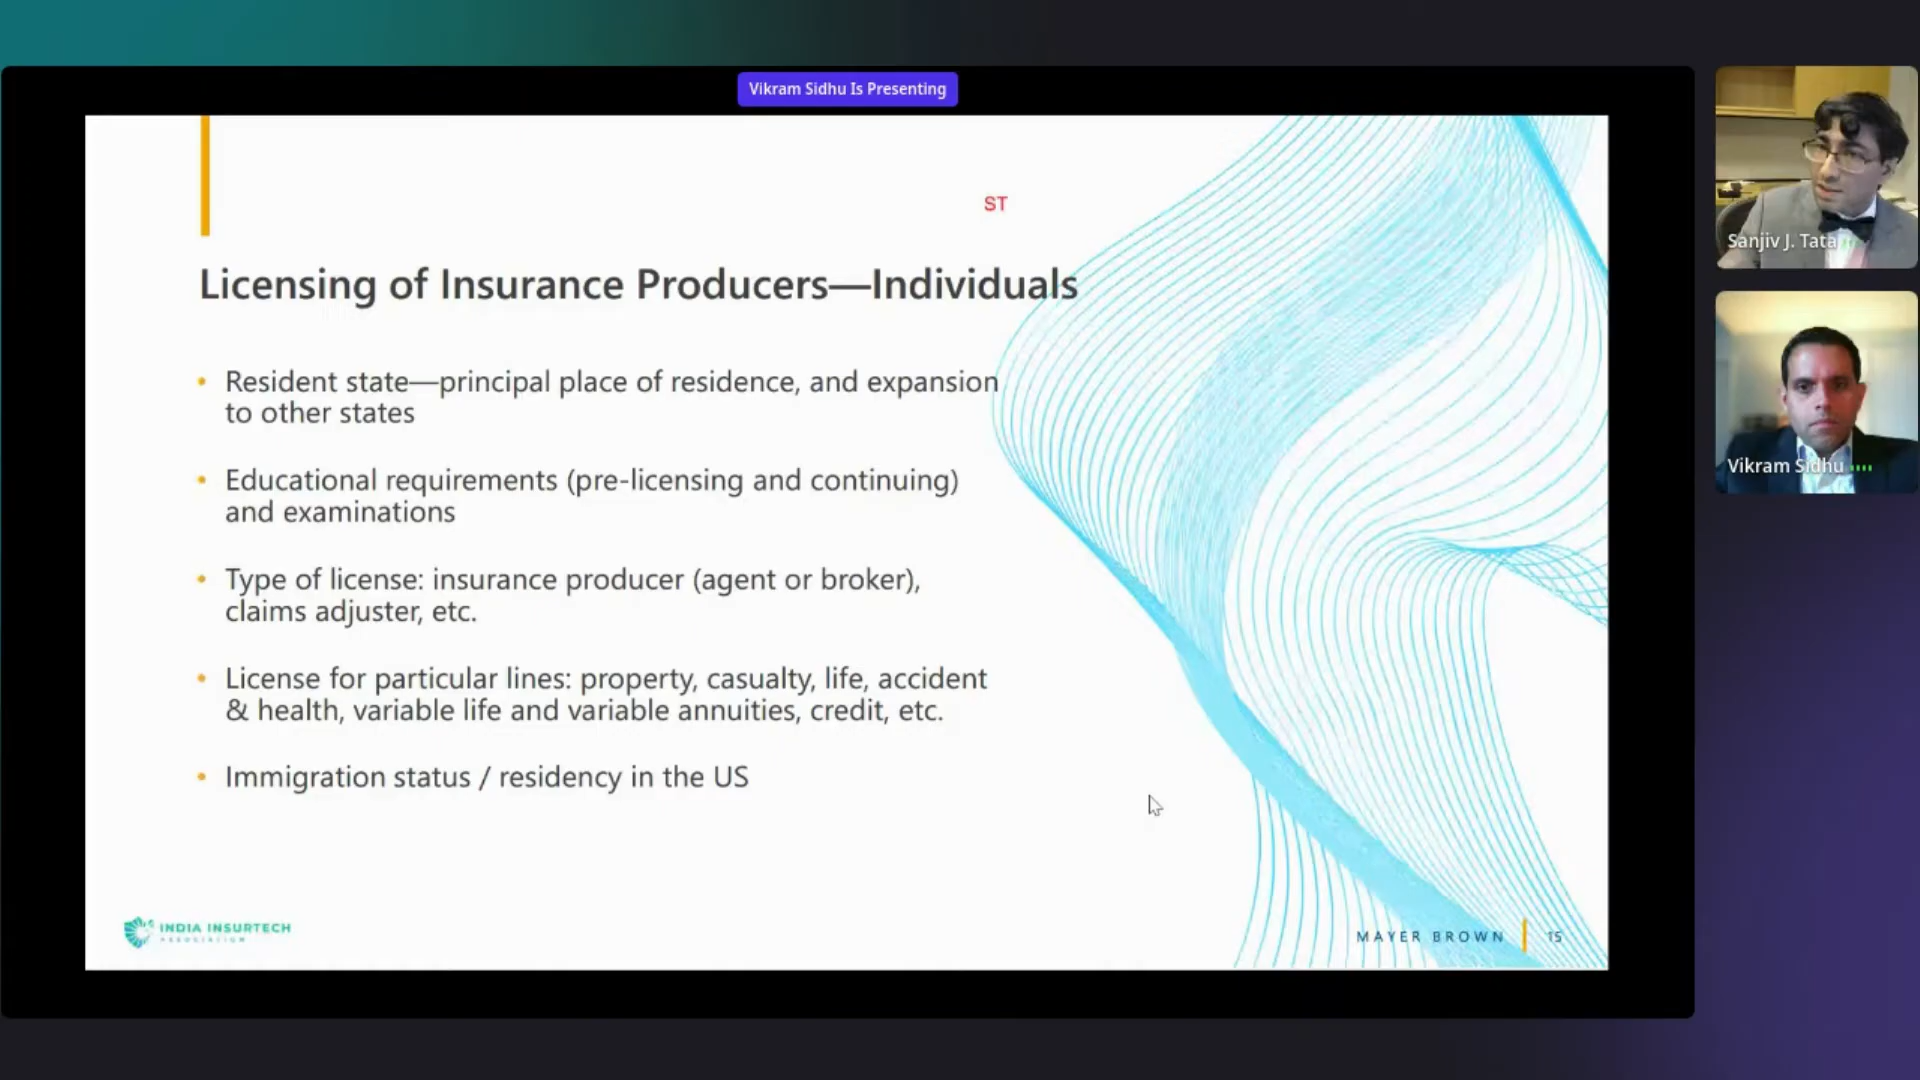 Vikram Sidhu Is Presenting
ST
Licensing of Insurance Producers—Individuals
• Resident state—principal place of residence, and expansion
to other states
• Educational requirements (pre-licensing and continuing)
and examinations
• Type of license: insurance producer (agent or broker),
claims adjuster, etc.
• License for particular lines: property, casualty, life, accident
& health, variable life and variable annuities, credit, etc.
• Immigration status / residency in the US
INDIA INSURTECH
ASSOCIATION
MAYER BROWN
15
Sanjiv J. Tata
Vikram Sidhu